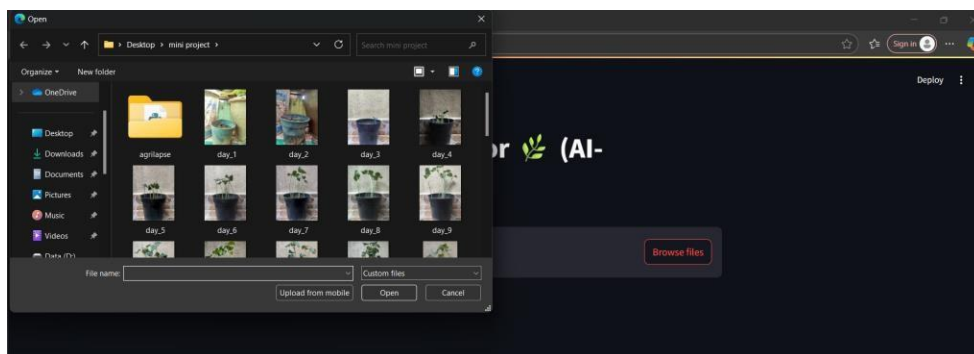 Open
Desktop > mini project >
Search mini project
Sign in
Organize
New folder
Deploy
OneDrive
Desktop
Downloads
Documents
Pictures
Music
Videos
Data (D:)
agrilapse
day_1
day_2
day_3
day_4
day_5
day_6
day_7
day_8
day_9
or 🌿 (AI-
Browse files
File name:
Custom files
Upload from mobile
Open
Cancel